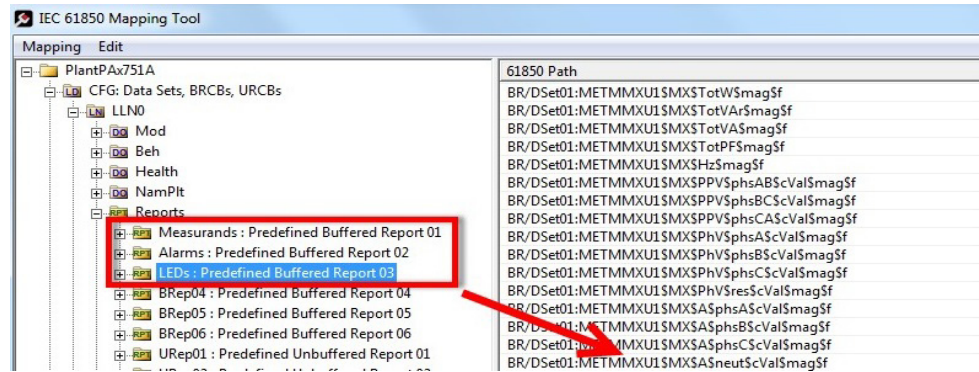 IEC 61850 Mapping Tool
Mapping Edit
PlantPAx751A
CFG: Data Sets, BRCBs, URCBs
LLN0
Mod
Beh
Health
NamPlt
Reports
Measurands : Predefined Buffered Report 01
Alarms : Predefined Buffered Report 02
LEDs : Predefined Buffered Report 03
BRep04 : Predefined Buffered Report 04
BRep05 : Predefined Buffered Report 05
BRep06 : Predefined Buffered Report 06
URep01 : Predefined Unbuffered Report 01
61850 Path
BR/DSet01:METMMXU1$MX$TotW$mag$f
BR/DSet01:METMMXU1$MX$TotVAr$mag$f
BR/DSet01:METMMXU1$MX$TotVA$mag$f
BR/DSet01:METMMXU1$MX$TotPF$mag$f
BR/DSet01:METMMXU1$MX$Hz$mag$f
BR/DSet01:METMMXU1$MX$PPV$phsAB$cVal$mag$f
BR/DSet01:METMMXU1$MX$PPV$phsBC$cVal$mag$f
BR/DSet01:METMMXU1$MX$PPV$phsCA$cVal$mag$f
BR/DSet01:METMMXU1$MX$PhV$phsA$cVal$mag$f
BR/DSet01:METMMXU1$MX$PhV$phsB$cVal$mag$f
BR/DSet01:METMMXU1$MX$PhV$phsC$cVal$mag$f
BR/DSet01:METMMXU1$MX$PhV$res$cVal$mag$f
BR/DSet01:METMMXU1$MX$A$phsA$cVal$mag$f
BR/DSet01:METMMXU1$MX$A$phsB$cVal$mag$f
BR/DSet01:METMMXU1$MX$A$phsC$cVal$mag$f
BR/DSet01:METMMXU1$MX$A$neut$cVal$mag$f